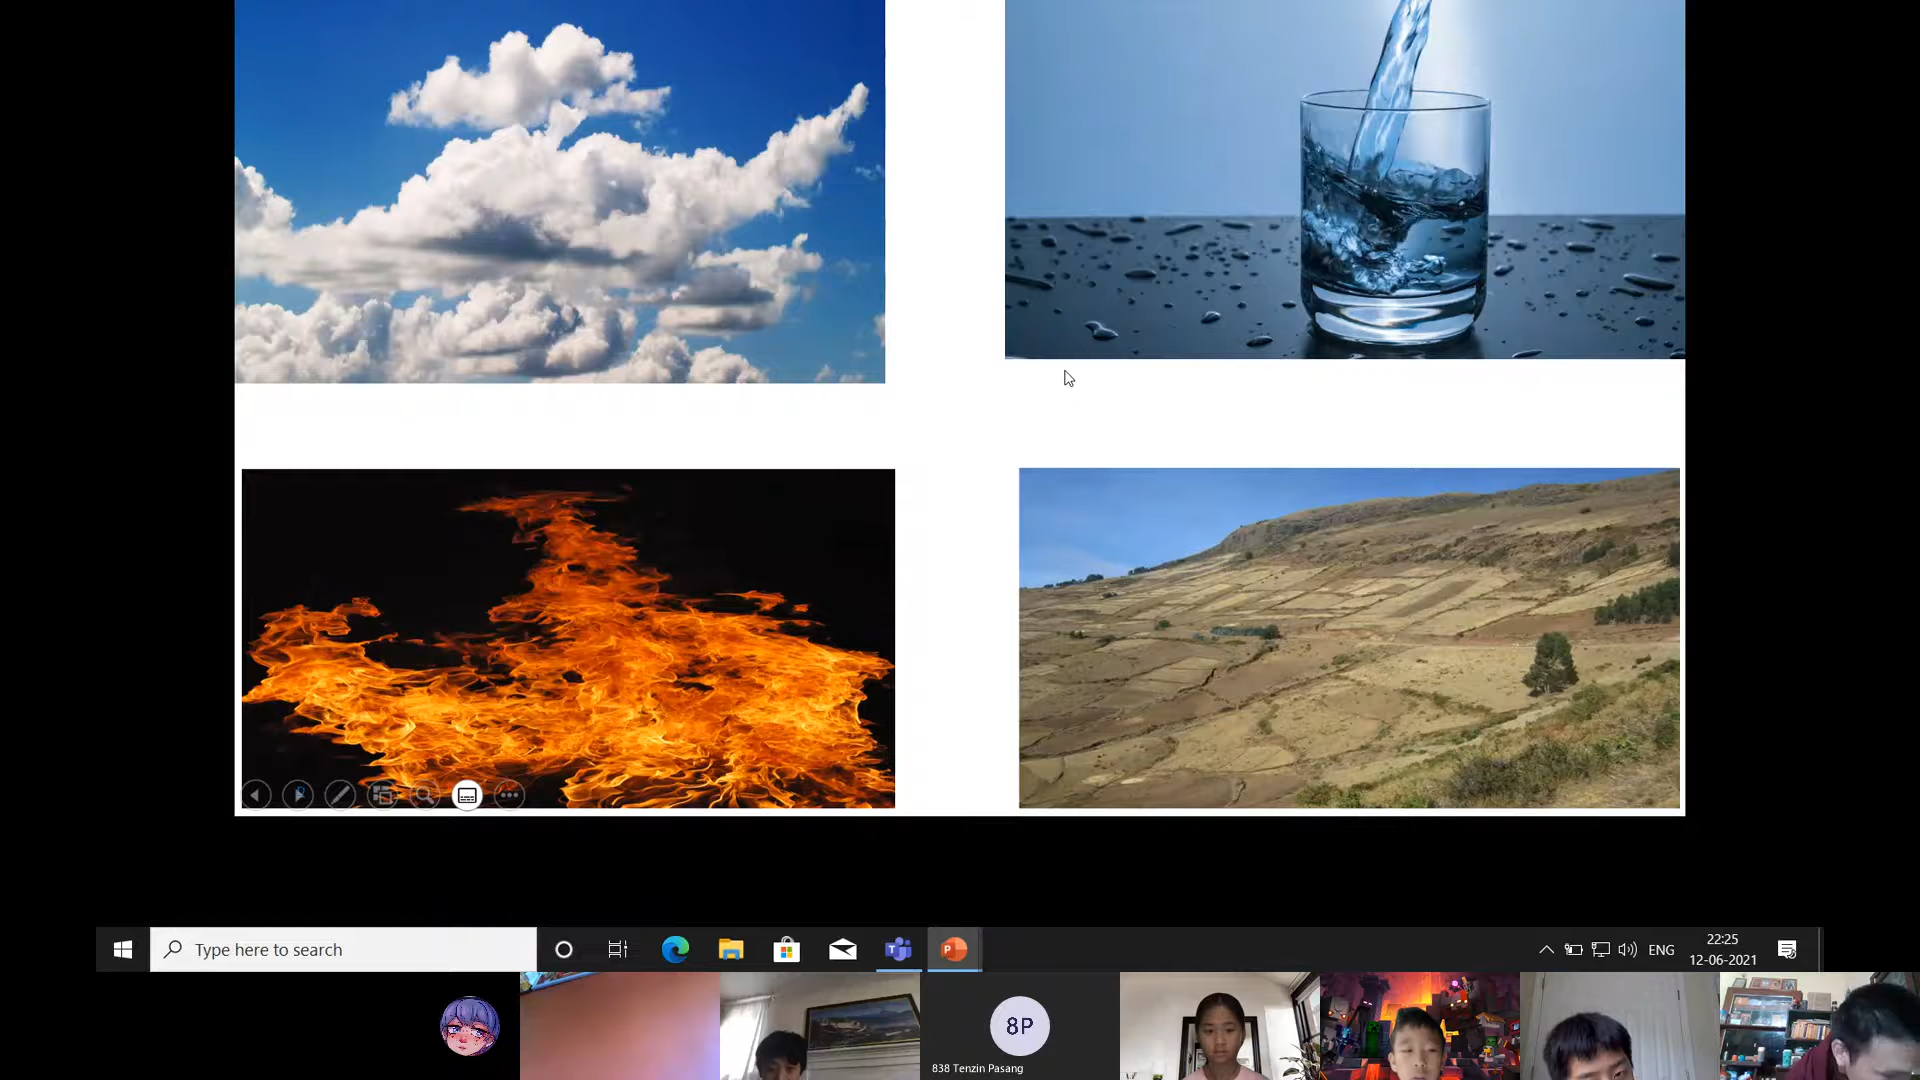 Type here to search
ENG
22:25
12-06-2021
8P
838 Tenzin Pasang